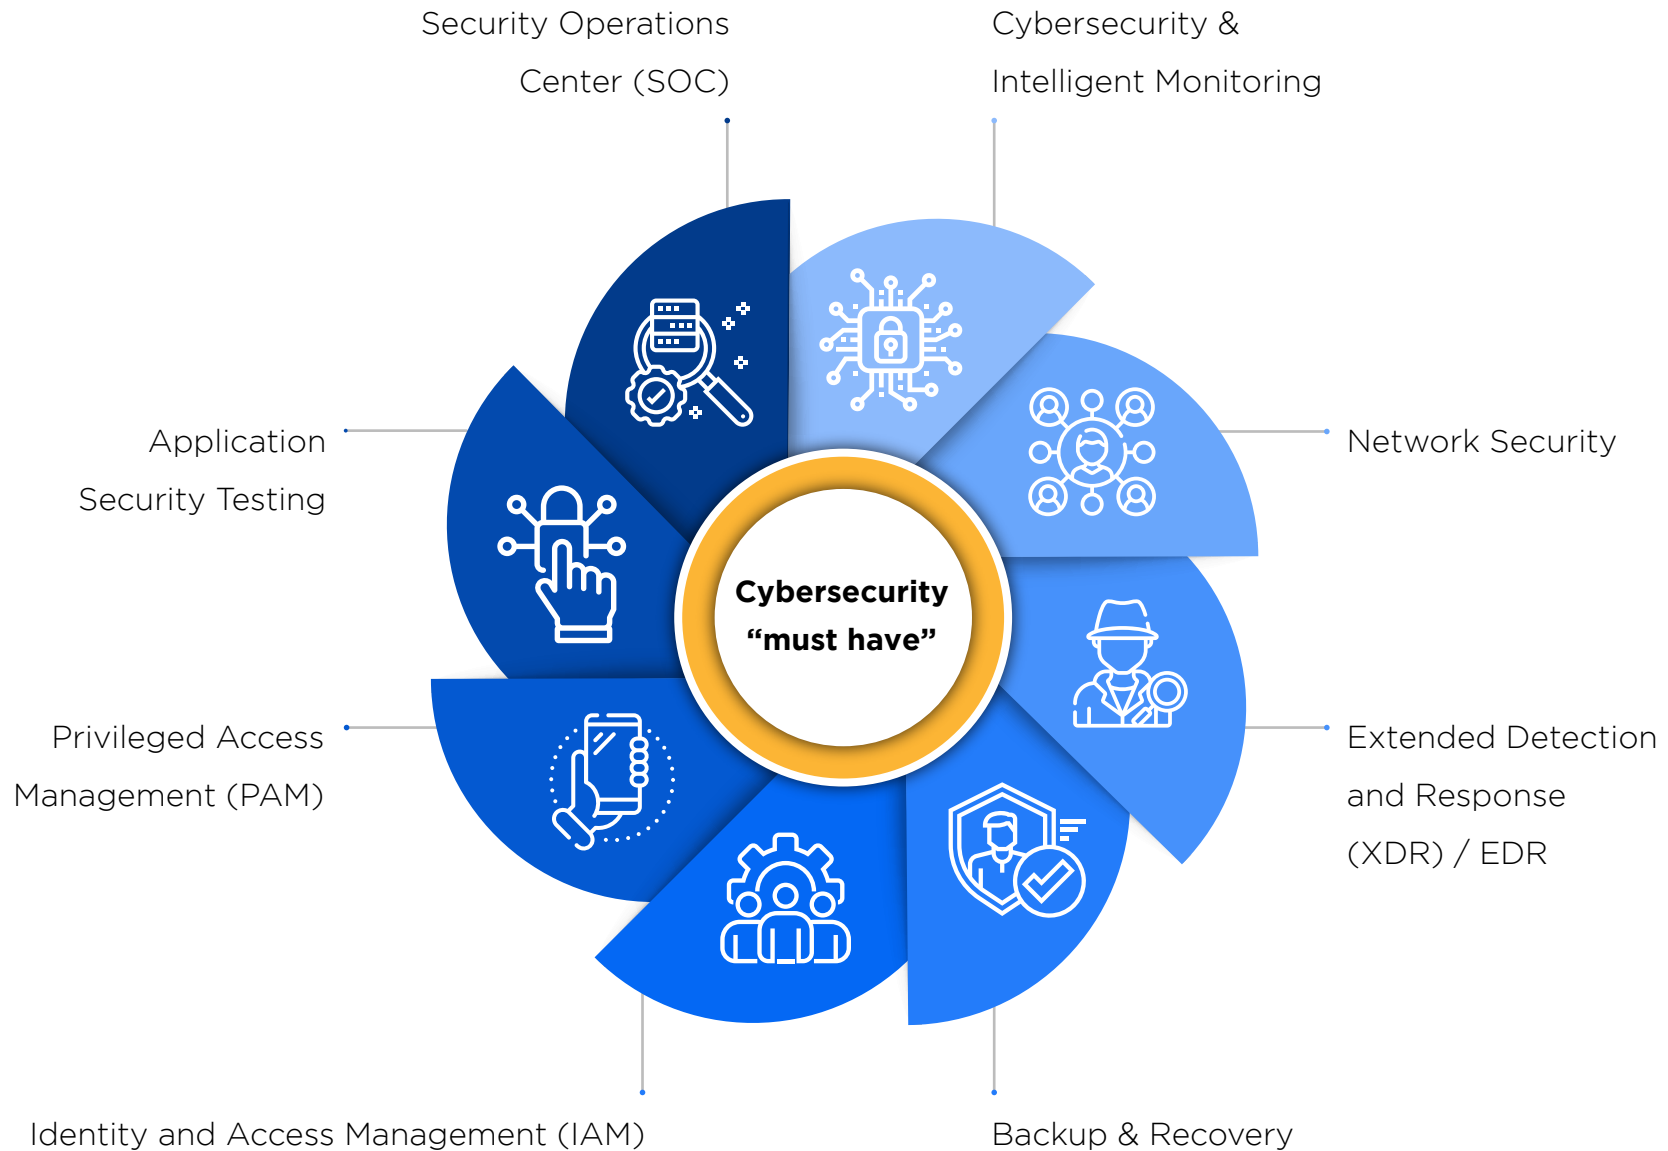 Security Operations
Center (SOC)
Cybersecurity &
Intelligent Monitoring
Application
Security Testing
Network Security
Cybersecurity
“must have”
Privileged Access
Management (PAM)
Extended Detection
and Response
(XDR) / EDR
Identity and Access Management (IAM)
Backup & Recovery